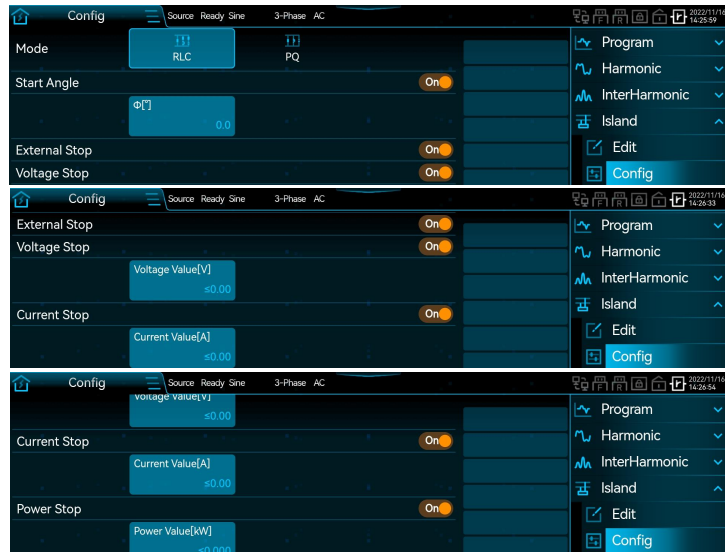 Config Source Ready Sine 3-Phase AC F R 2022/11/16 14:25:59
Mode RLC PQ
Start Angle On
Φ[°]
0.0
External Stop On
Voltage Stop On
Program
Harmonic
InterHarmonic
Island
Edit
Config
Config Source Ready Sine 3-Phase AC F R 2022/11/16 14:26:33
External Stop On
Voltage Stop On
Voltage Value[V]
≤0.00
Current Stop On
Current Value[A]
≤0.00
Program
Harmonic
InterHarmonic
Island
Edit
Config
Config Source Ready Sine 3-Phase AC F R 2022/11/16 14:26:54
Voltage Value[V]
≤0.00
Current Stop On
Current Value[A]
≤0.00
Power Stop On
Power Value[kW]
≤0.000
Program
Harmonic
InterHarmonic
Island
Edit
Config